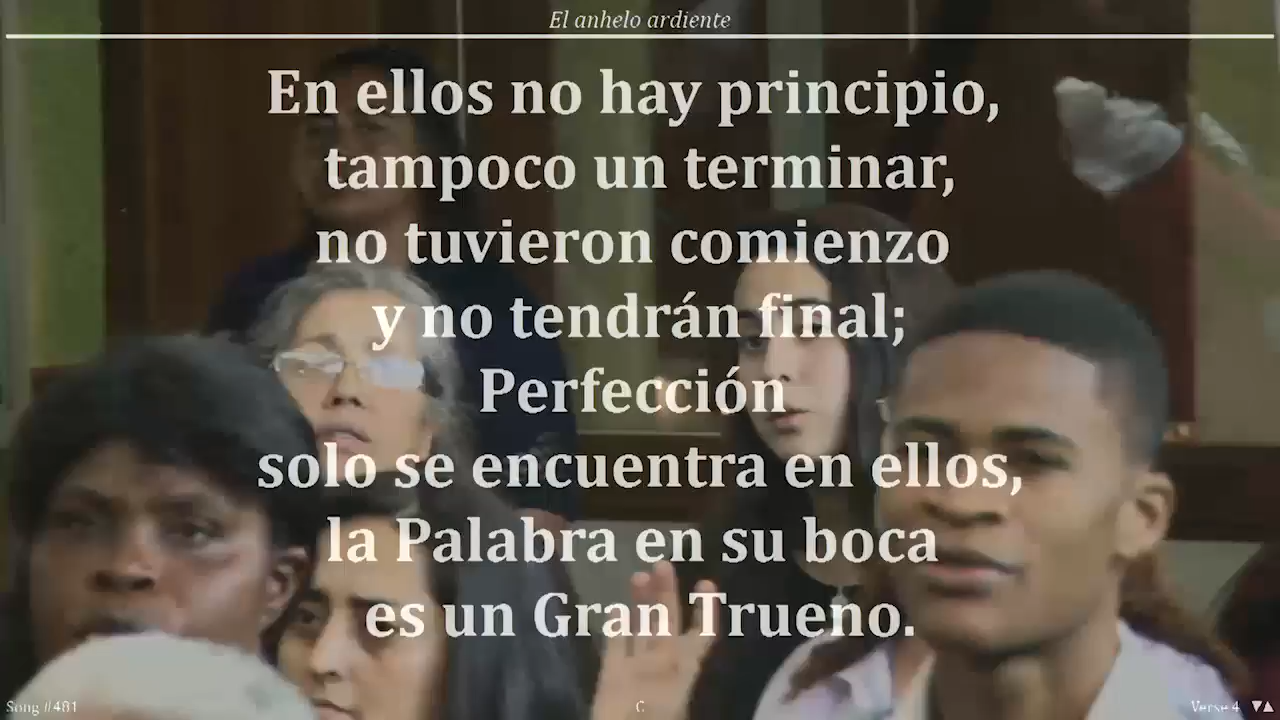 El anhelo ardiente
En ellos no hay principio,
tampoco un terminar,
no tuvieron comienzo
y no tendrán final;
Perfección
solo se encuentra en ellos,
la Palabra en su boca
es un Gran Trueno.
Song #481 C Verse 4 ▼▲